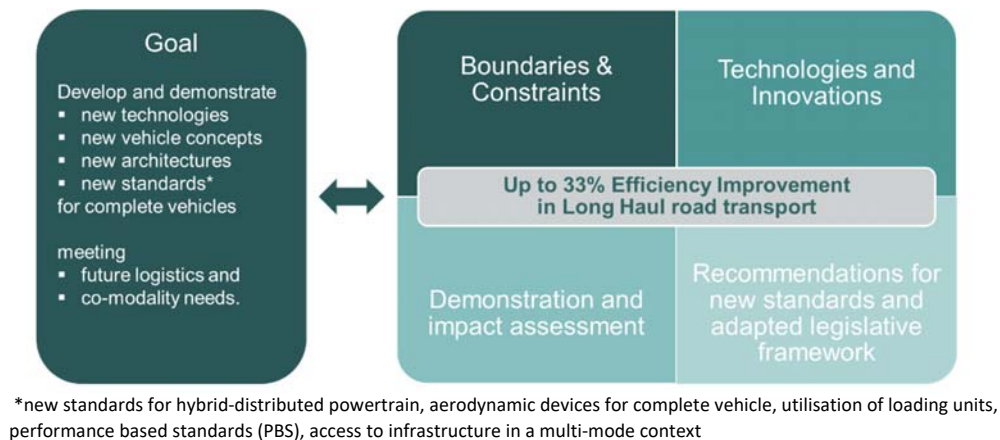 Goal
Develop and demonstrate
▪ new technologies
▪ new vehicle concepts
▪ new architectures
▪ new standards*
for complete vehicles
meeting
▪ future logistics and
▪ co-modality needs.
Boundaries &
Constraints
Technologies and
Innovations
Up to 33% Efficiency Improvement
in Long Haul road transport
Demonstration and
impact assessment
Recommendations for
new standards and
adapted legislative
framework
*new standards for hybrid-distributed powertrain, aerodynamic devices for complete vehicle, utilisation of loading units,
performance based standards (PBS), access to infrastructure in a multi-mode context